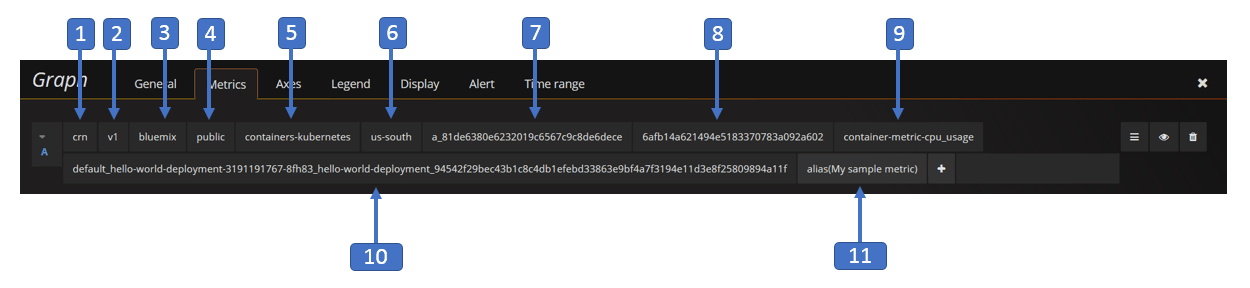 1 2 3 4 5 6 7 8 9
Graph General Metrics Axes Legend Display Alert Time range ×
A crn v1 bluemix public containers-kubernetes us-south a_81de6380e6232019c6567c9c8de6dece 6afb14a621494e5183370783a092a602 container-metric-cpu_usage
default_hello-world-deployment-3191191767-8fh83_hello-world-deployment_94542f29bec43b1c8c4db1efebd33863e9bf4a7f3194e11d3e8f25809894a11f alias(My sample metric) +
10 11